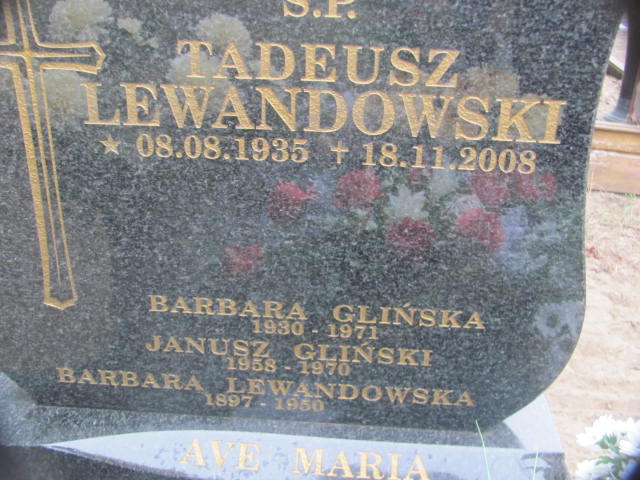 Ś.P.
TADEUSZ
LEWANDOWSKI
★ 08.08.1935 ✝ 18.11.2008
BARBARA GLIŃSKA
1930 - 1971
JANUSZ GLIŃSKI
1958 - 1970
BARBARA LEWANDOWSKA
1897 - 1950
AVE MARIA